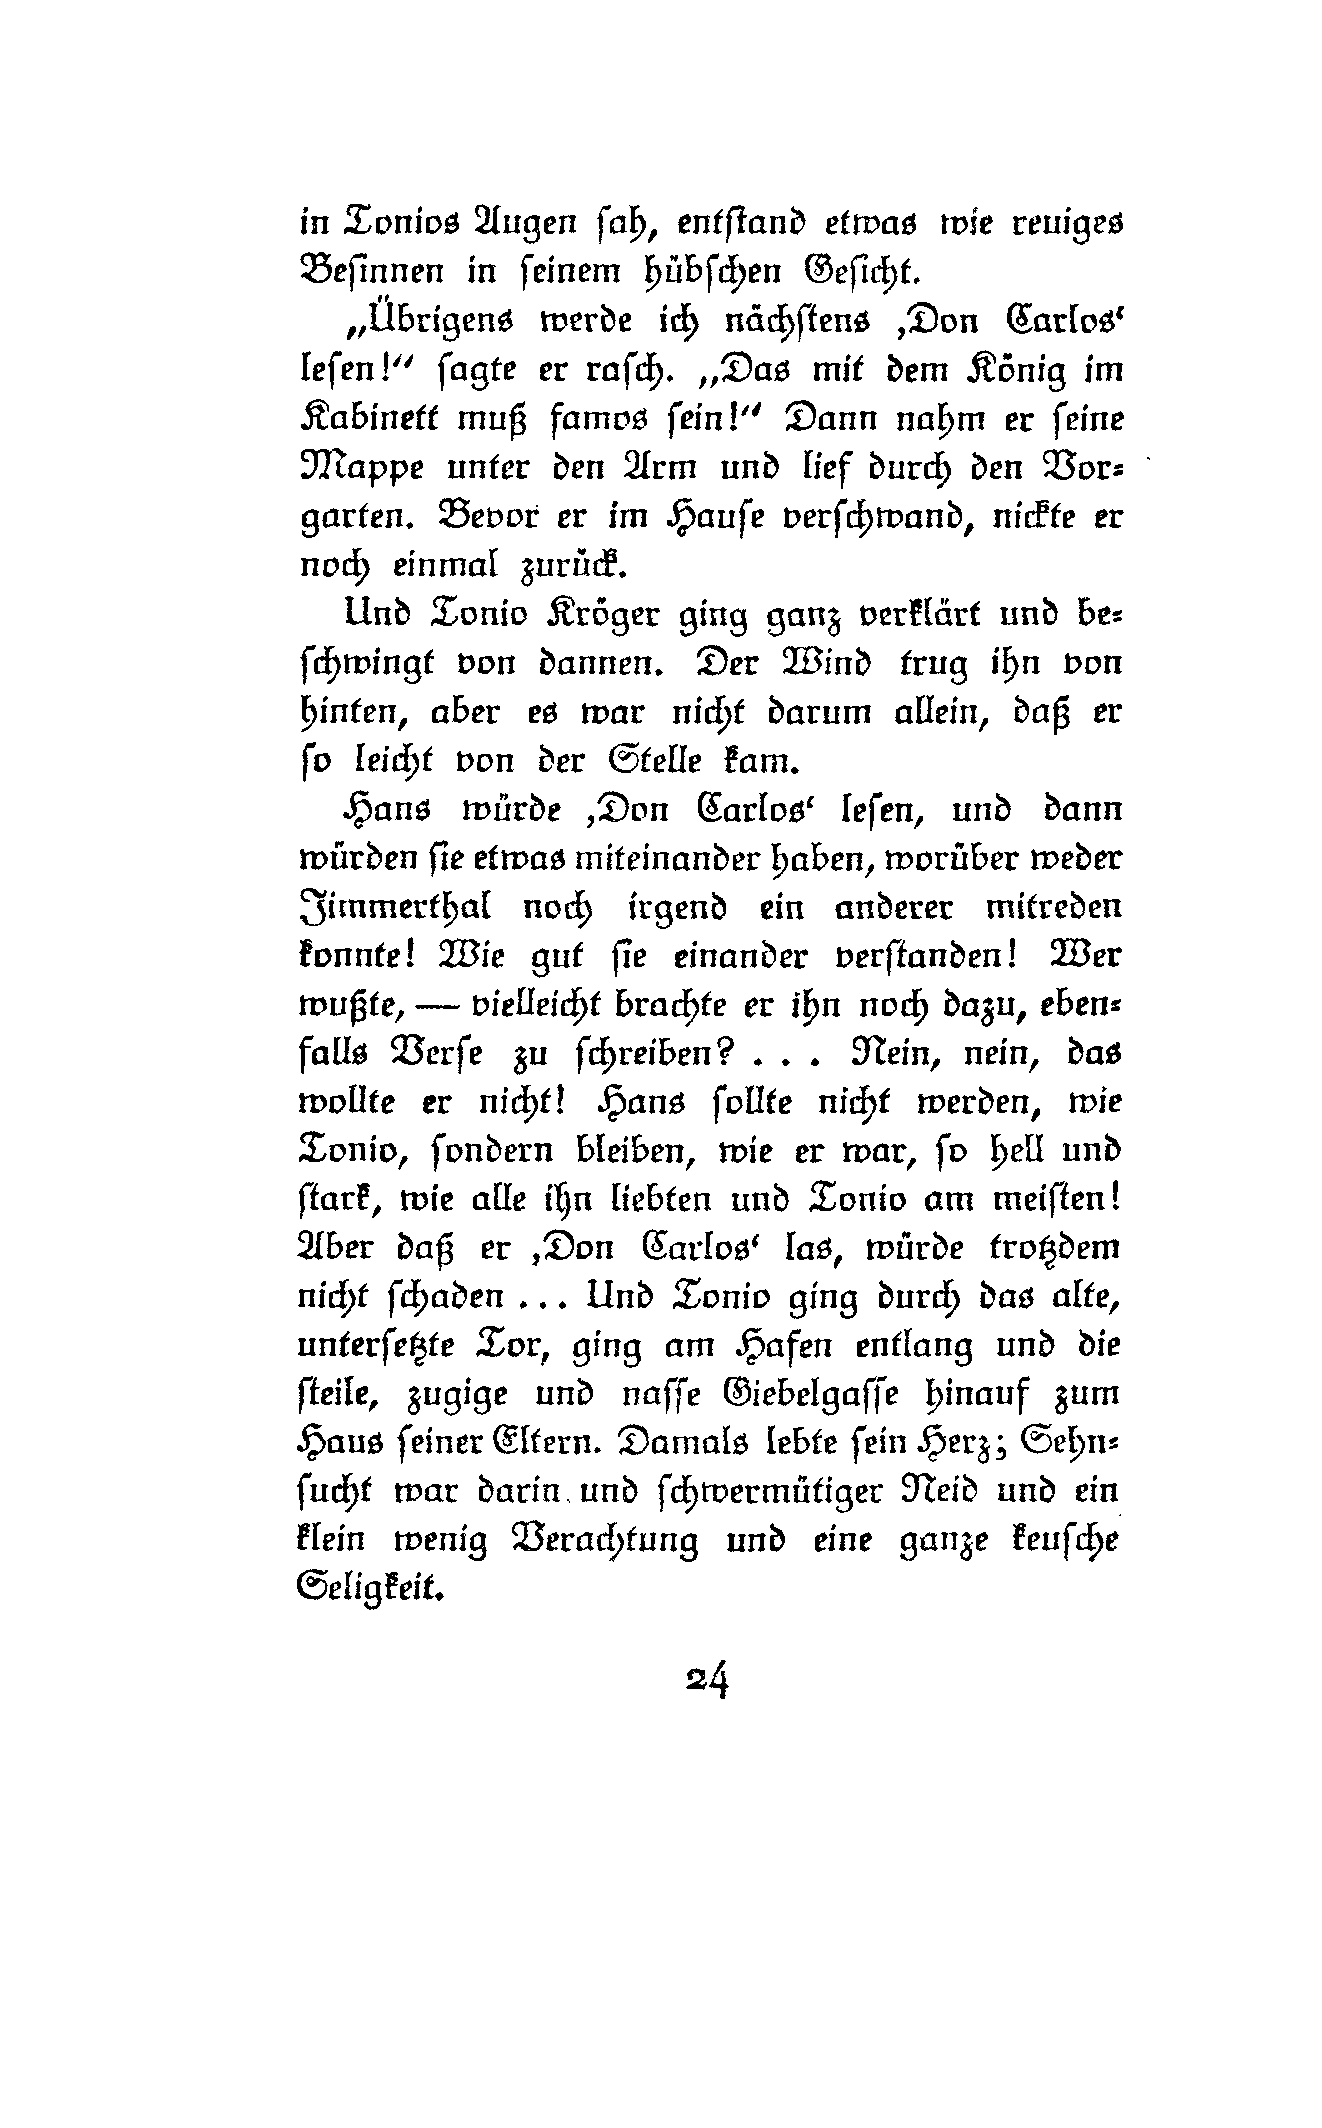 in Tonios Augen ſah, entſtand etwas wie reuiges
Beſinnen in ſeinem hübſchen Geſicht.
„Übrigens werde ich nächſtens ‚Don Carlos‘
leſen!“ ſagte er raſch. „Das mit dem König im
Kabinett muß famos ſein!“ Dann nahm er ſeine
Mappe unter den Arm und lief durch den Vor⸗
garten. Bevor er im Hauſe verſchwand, nickte er
noch einmal zurück.
Und Tonio Kröger ging ganz verklärt und be⸗
ſchwingt von dannen. Der Wind trug ihn von
hinten, aber es war nicht darum allein, daß er
ſo leicht von der Stelle kam.
Hans würde ‚Don Carlos‘ leſen, und dann
würden ſie etwas miteinander haben, worüber weder
Jimmerthal noch irgend ein anderer mitreden
konnte! Wie gut ſie einander verſtanden! Wer
wußte, — vielleicht brachte er ihn noch dazu, eben⸗
falls Verſe zu ſchreiben? . . . Nein, nein, das
wollte er nicht! Hans ſollte nicht werden, wie
Tonio, ſondern bleiben, wie er war, ſo hell und
ſtark, wie alle ihn liebten und Tonio am meiſten!
Aber daß er ‚Don Carlos‘ las, würde trotzdem
nicht ſchaden ... Und Tonio ging durch das alte,
unterſetzte Tor, ging am Hafen entlang und die
ſteile, zugige und naſſe Giebelgaſſe hinauf zum
Haus ſeiner Eltern. Damals lebte ſein Herz; Sehn⸗
ſucht war darin und ſchwermütiger Neid und ein
klein wenig Verachtung und eine ganze keuſche
Seligkeit.
24